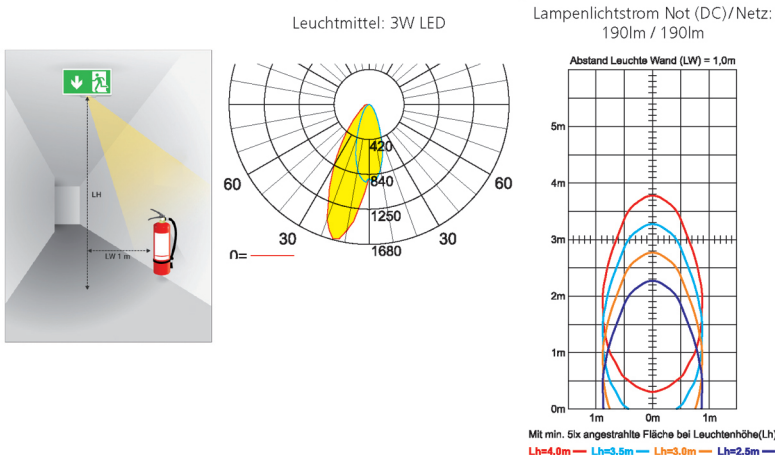 Leuchtmittel: 3W LED
Lampenlichtstrom Not (DC)/Netz:
190lm / 190lm
LH
LW 1 m
420
840
1250
1680
60
30
30
60
0=
Abstand Leuchte Wand (LW) = 1,0m
5m
4m
3m
2m
1m
0m
1m 0m 1m
Mit min. 5lx angestrahlte Fläche bei Leuchtenhöhe(Lh)
Lh=4.0m Lh=3.5m Lh=3.0m Lh=2.5m